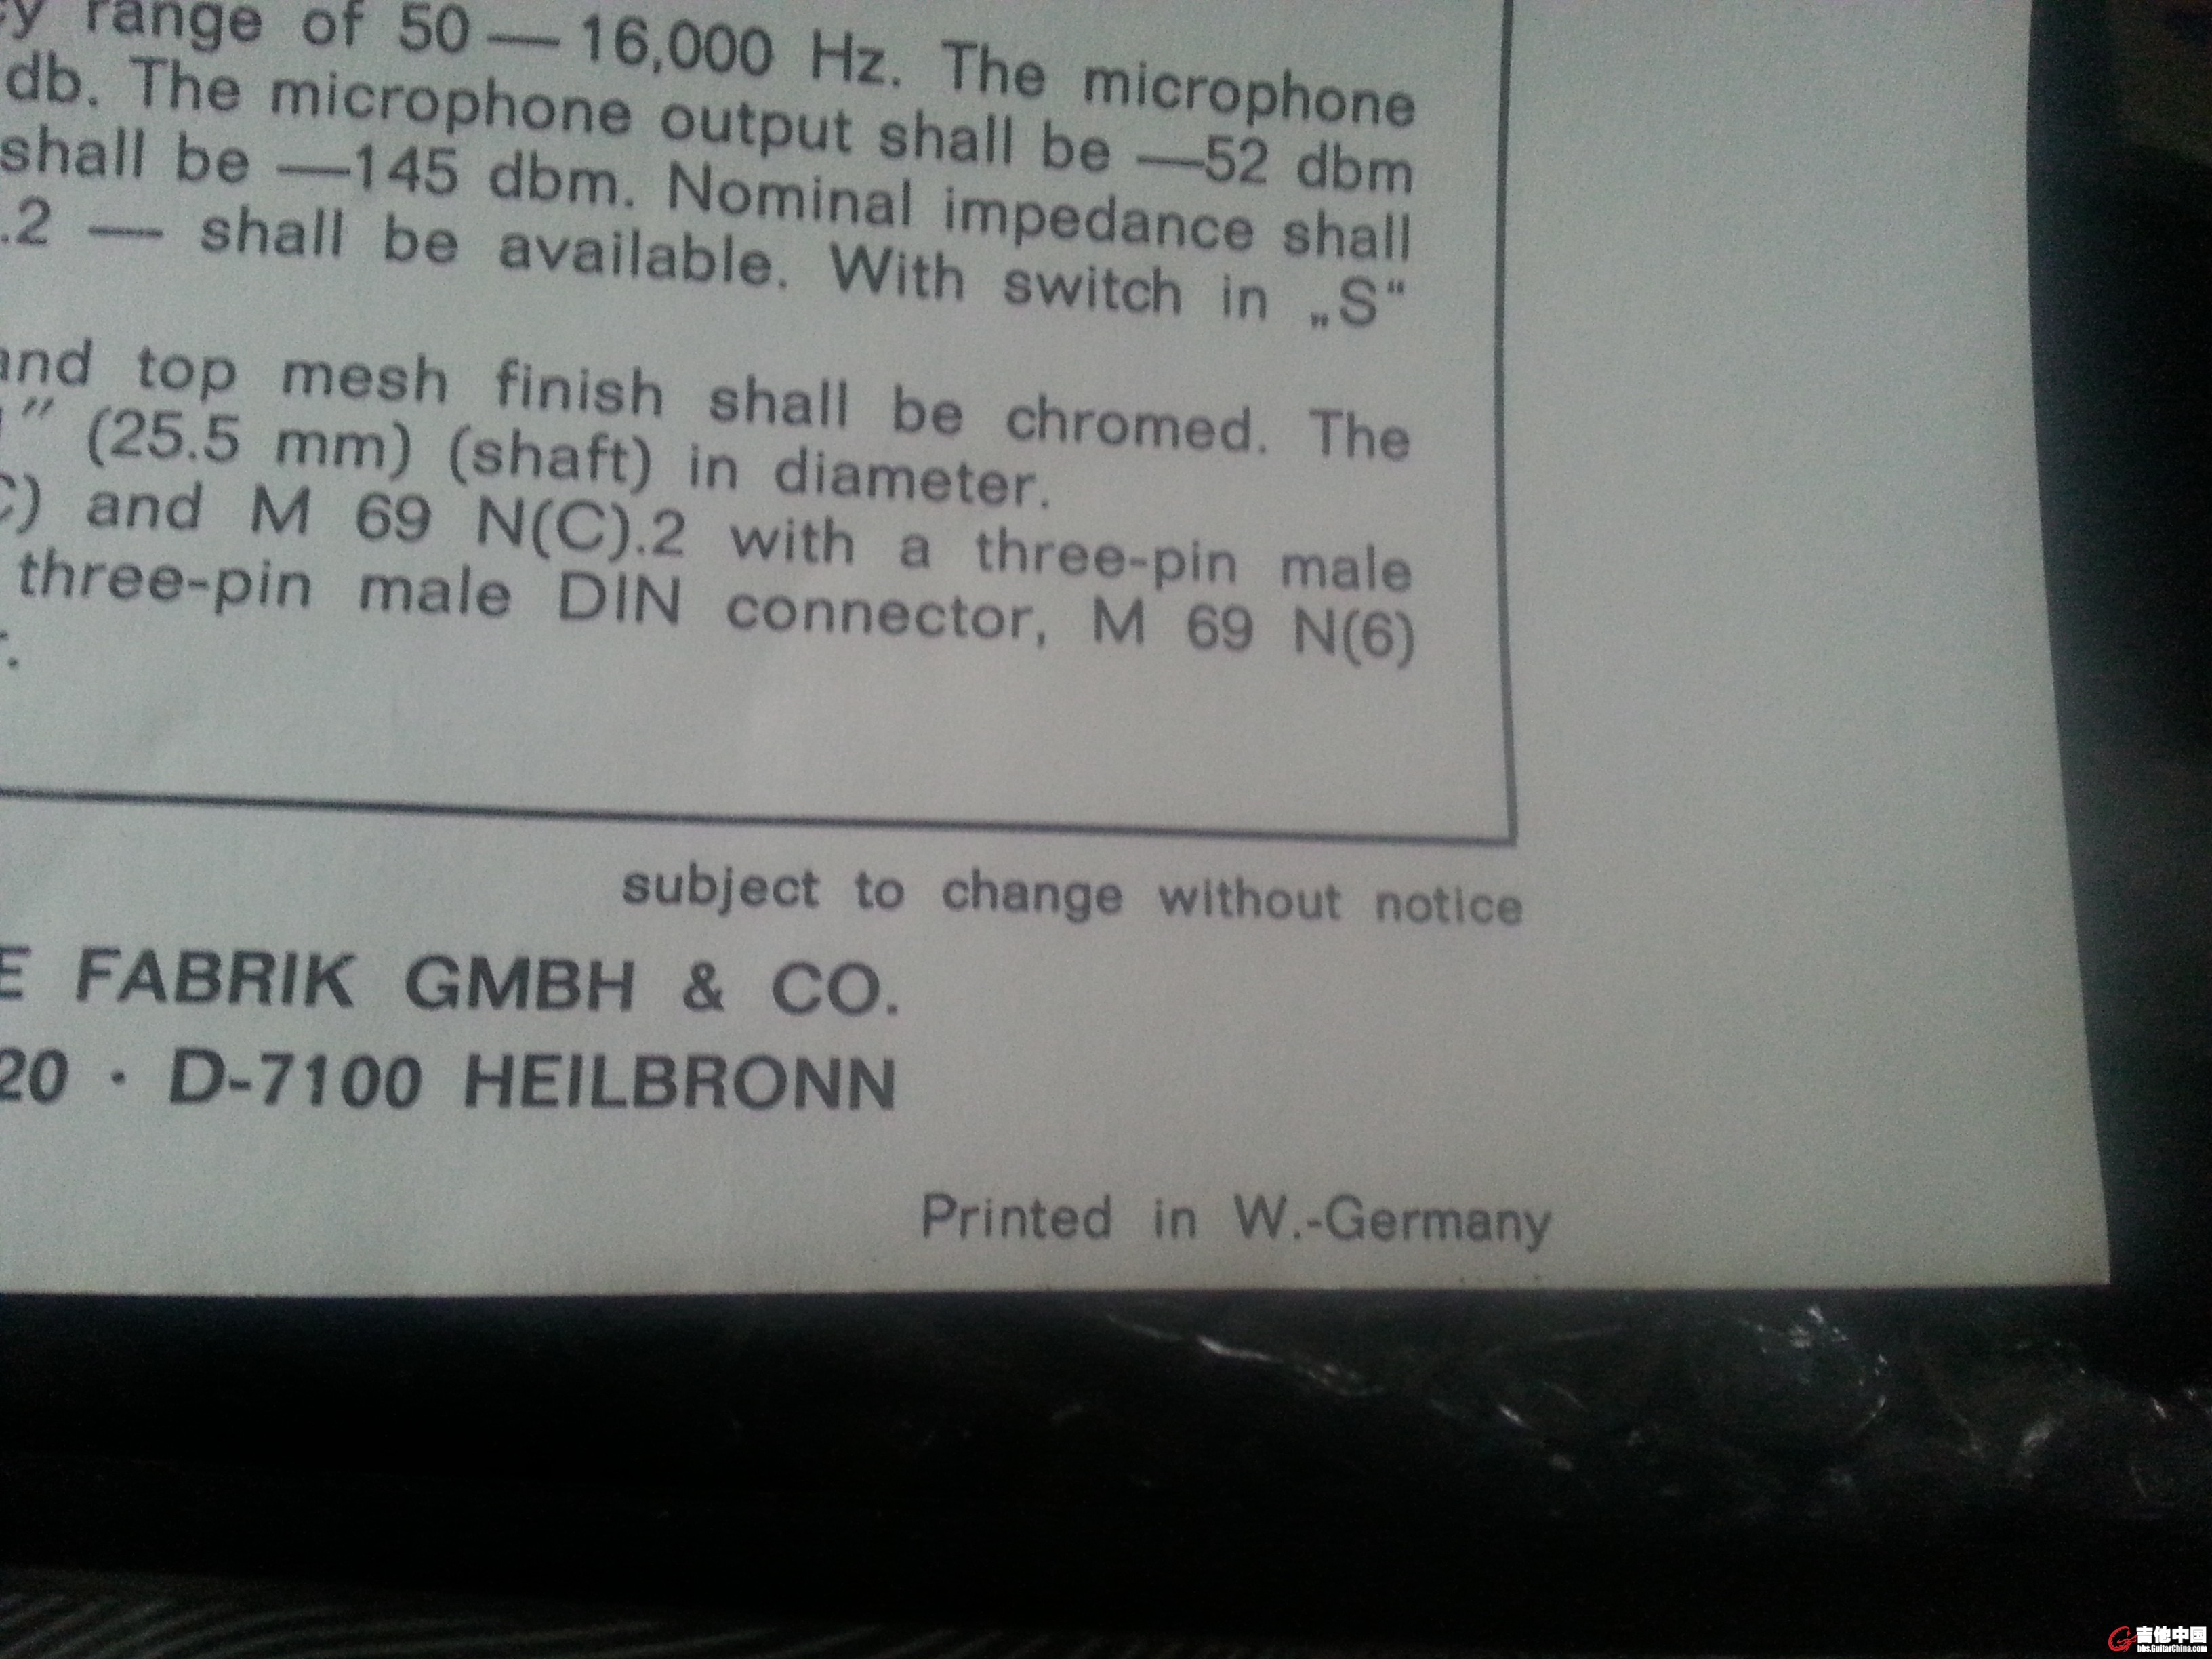 range of 50 — 16,000 Hz. The microphone
db. The microphone output shall be —52 dbm
shall be —145 dbm. Nominal impedance shall
.2 — shall be available. With switch in „S“
and top mesh finish shall be chromed. The
″ (25.5 mm) (shaft) in diameter.
C) and M 69 N(C).2 with a three-pin male
three-pin male DIN connector, M 69 N(6)
subject to change without notice
E FABRIK GMBH & CO.
20 · D-7100 HEILBRONN
Printed in W.-Germany
吉他中国
bbs.GuitarChina.com